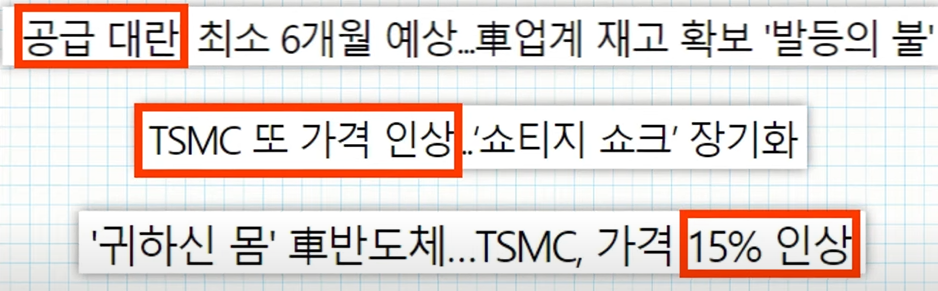 공급 대란 최소 6개월 예상...車업계 재고 확보 '발등의 불'
TSMC 또 가격 인상..'쇼티지 쇼크' 장기화
'귀하신 몸' 車반도체...TSMC, 가격 15% 인상